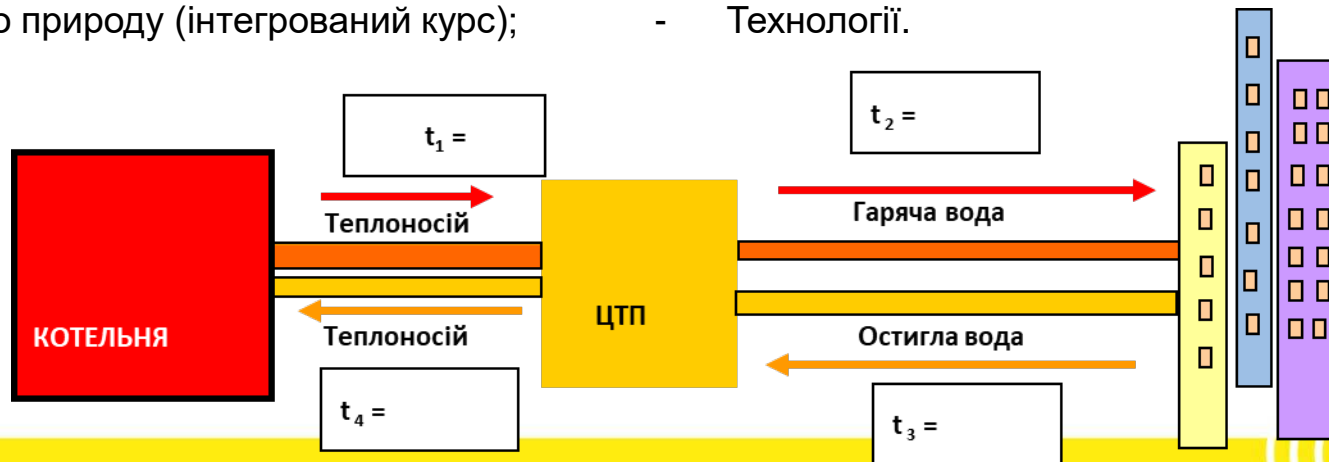 о природу (інтегрований курс);
- Технології.
t1 =
t2 =
Теплоносій
Гаряча вода
КОТЕЛЬНЯ
ЦТП
Теплоносій
Остигла вода
t4 =
t3 =